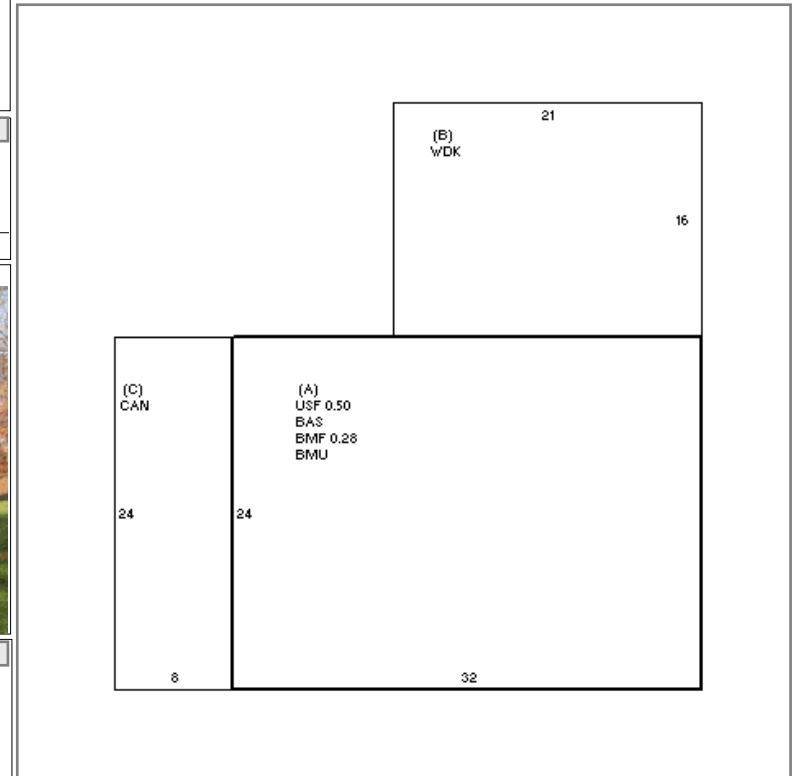 21
(B)
WDK
16
(C)
CAN
(A)
USF 0.50
BAS
BMF 0.28
BMU
24
24
8
32